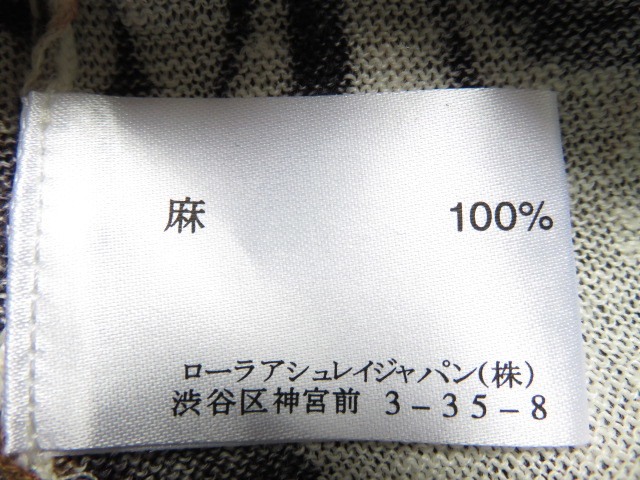 麻 100%
ローラアシュレイジャパン(株)
渋谷区神宮前 3-35-8